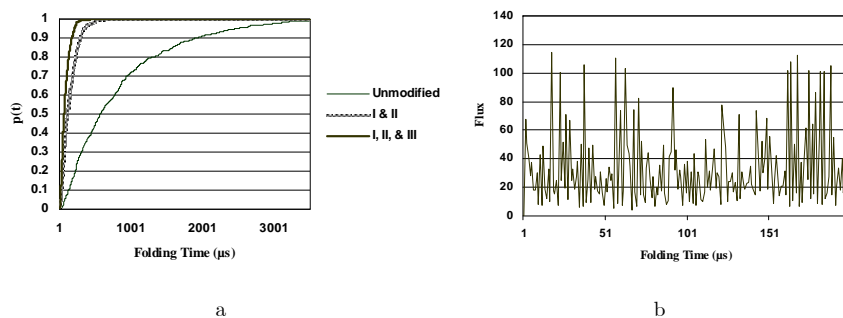 1
0.9
0.8
0.7
0.6
0.5
0.4
0.3
0.2
0.1
0
p(t)
1 1001 2001 3001
Folding Time (µs)
Unmodified
I & II
I, II, & III
a
140
120
100
80
60
40
20
0
Flux
1 51 101 151
Folding Time (µs)
b